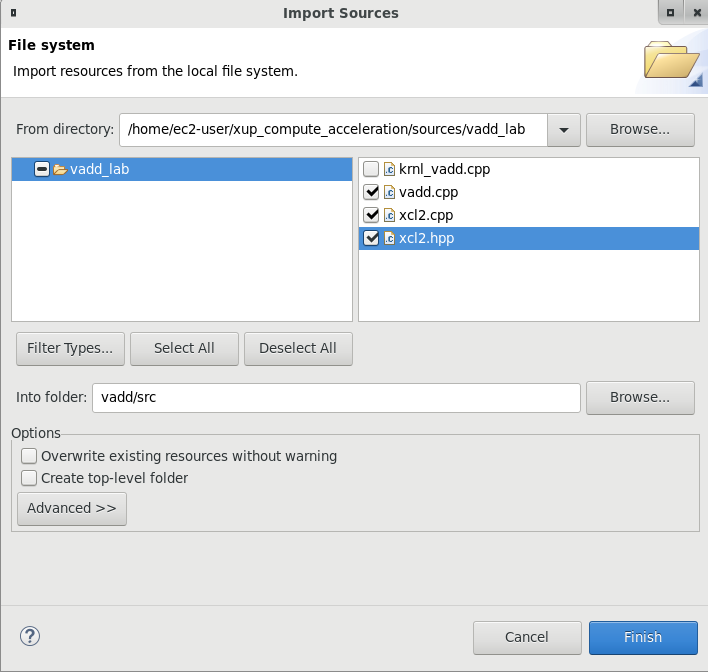 Import Sources
File system
Import resources from the local file system.
From directory: /home/ec2-user/xup_compute_acceleration/sources/vadd_lab Browse...
vadd_lab
krnl_vadd.cpp
vadd.cpp
xcl2.cpp
xcl2.hpp
Filter Types... Select All Deselect All
Into folder: vadd/src Browse...
Options
Overwrite existing resources without warning
Create top-level folder
Advanced >>
? Cancel Finish